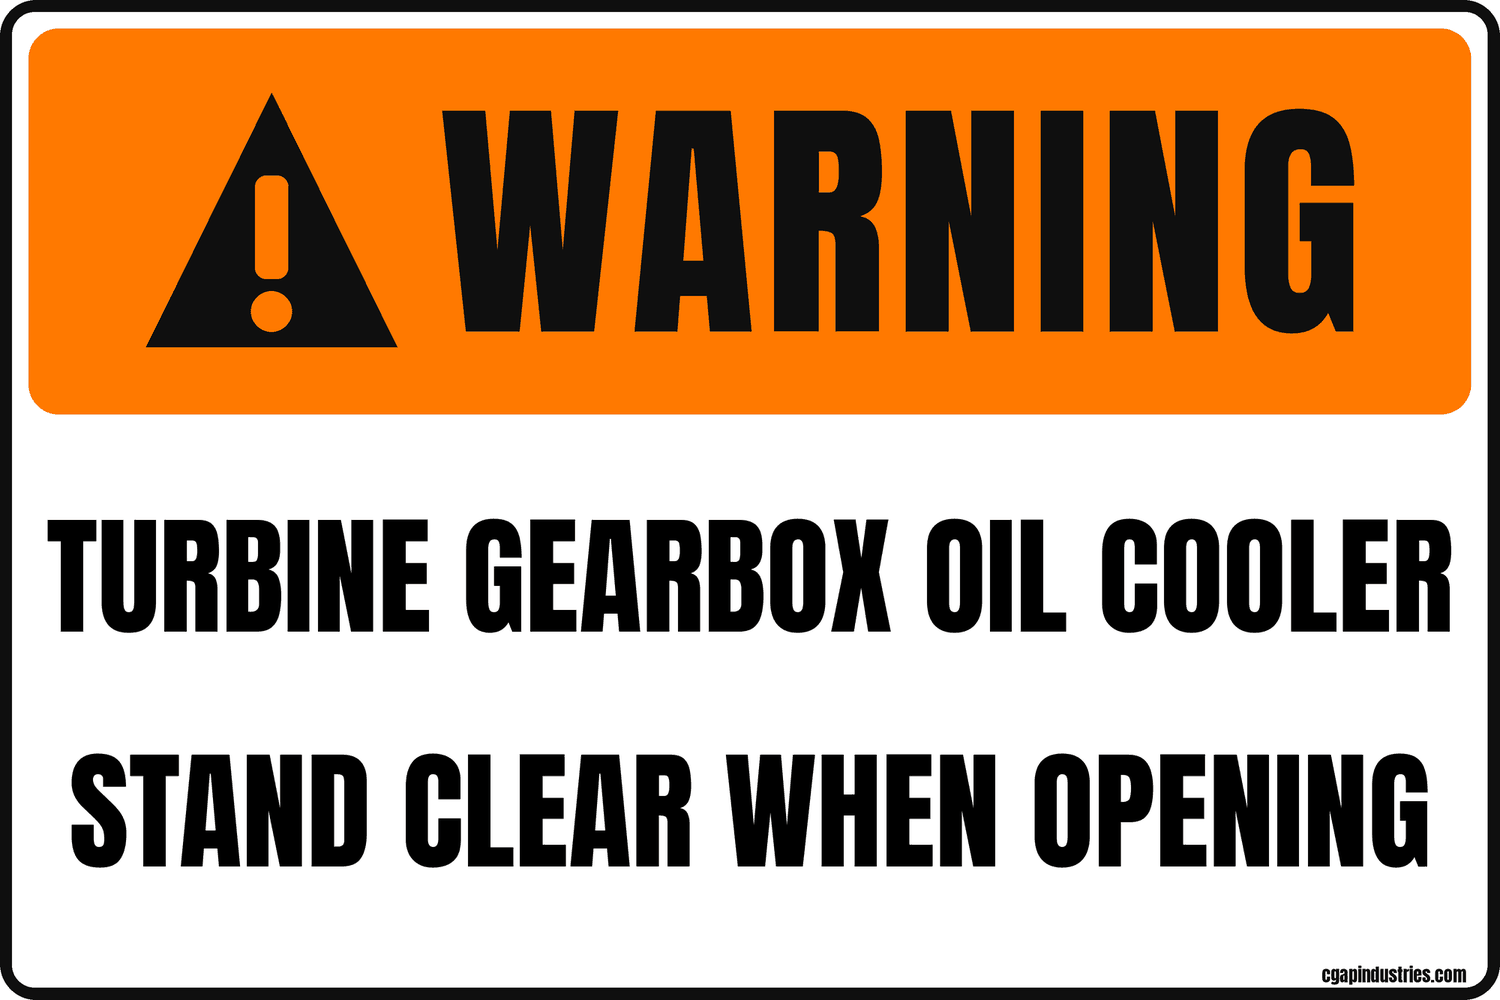 WARNING
TURBINE GEARBOX OIL COOLER
STAND CLEAR WHEN OPENING
cgapindustries.com